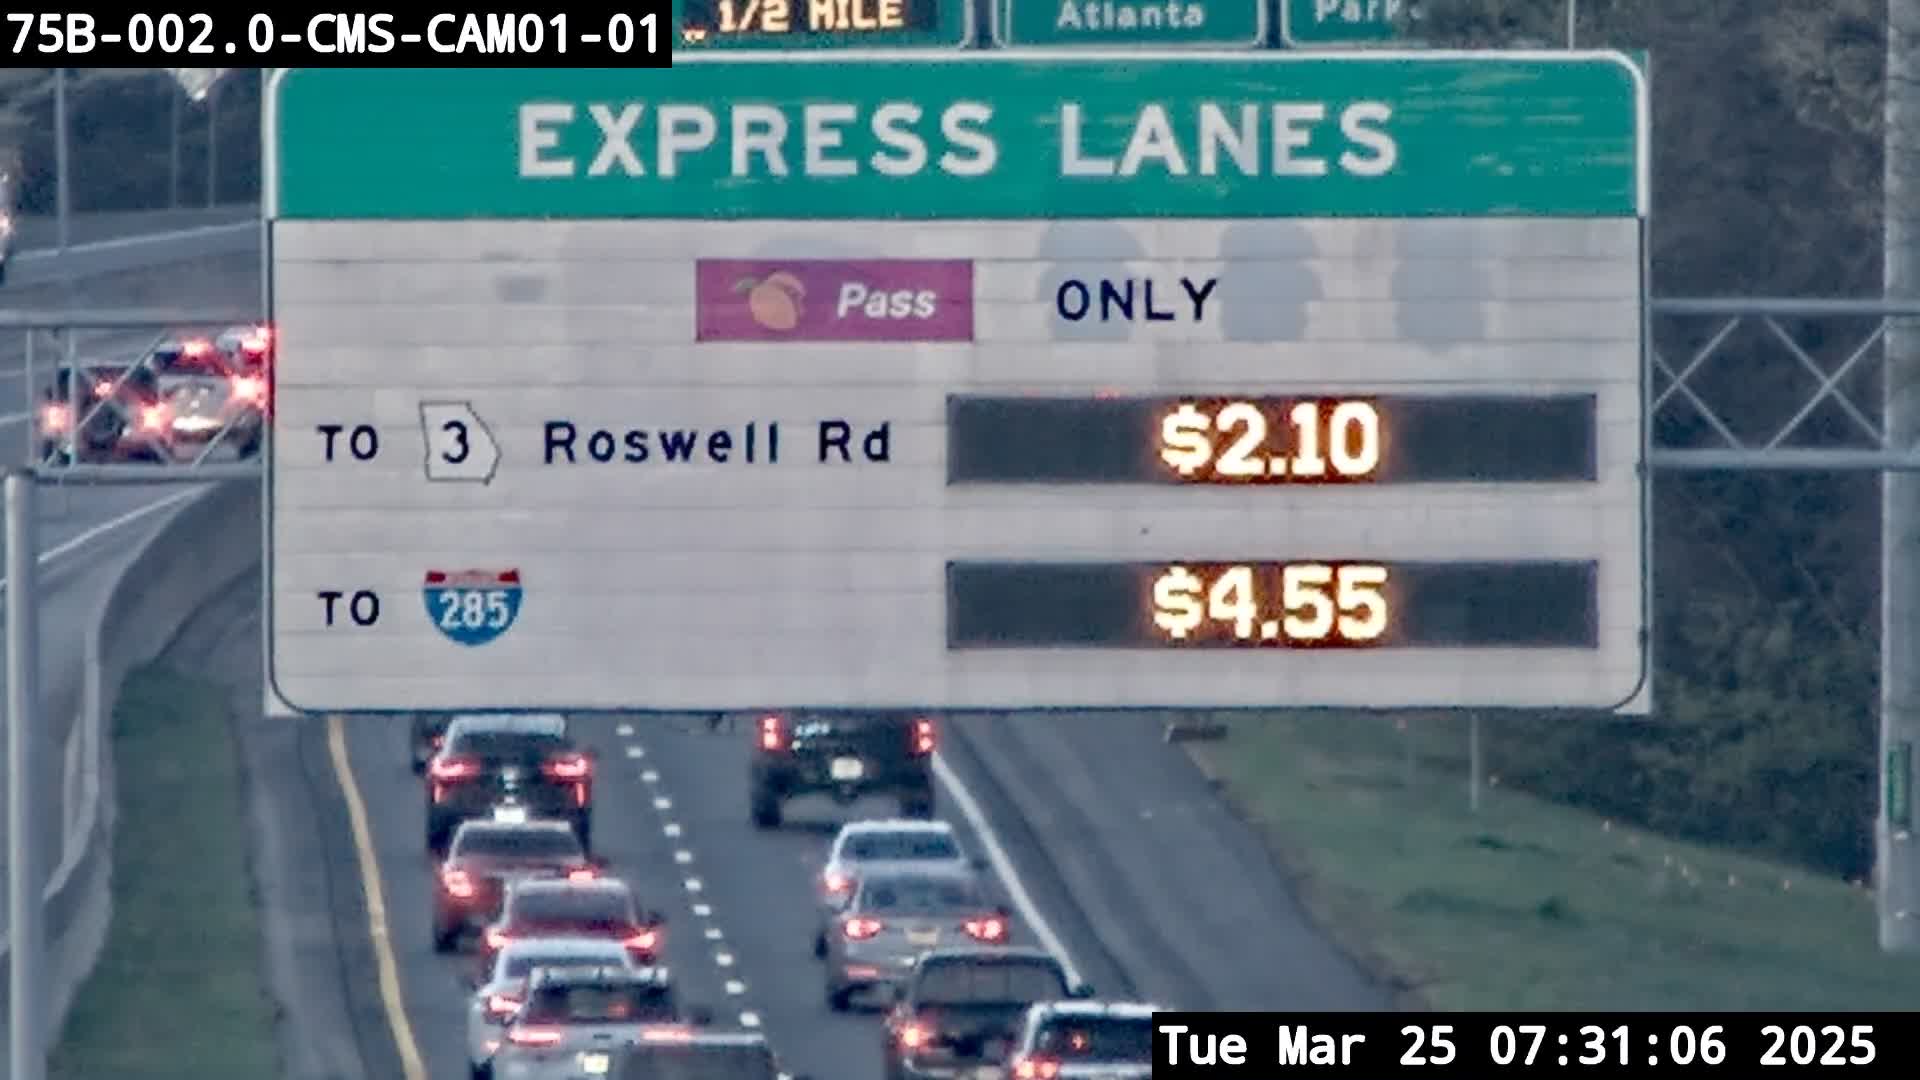 75B-002.0-CMS-CAM01-01
1/2 MILE
Atlanta
Park
EXPRESS LANES
Pass ONLY
TO 3 Roswell Rd $2.10
TO 285 $4.55
Tue Mar 25 07:31:06 2025